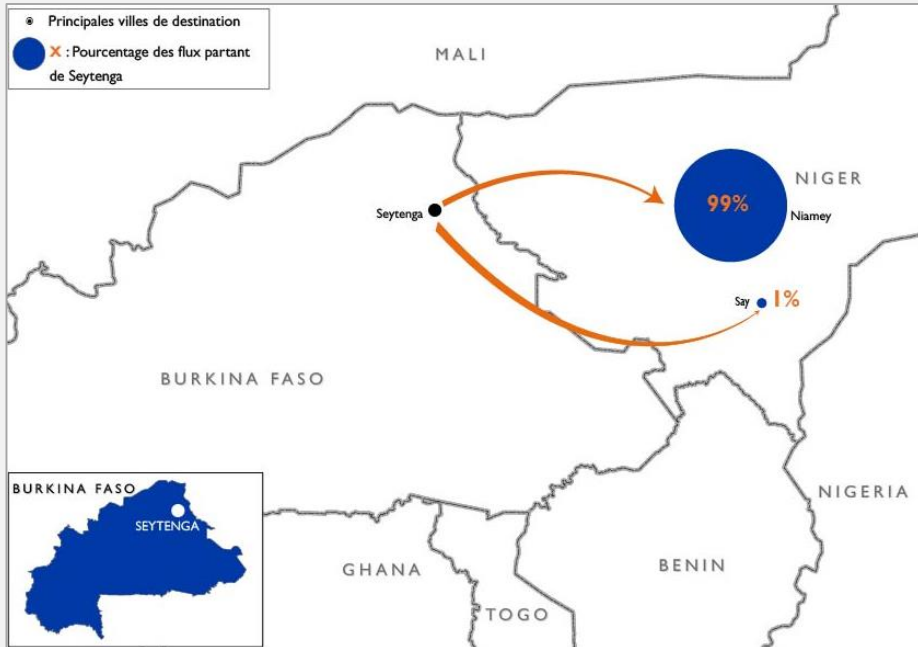 Principales villes de destination
X : Pourcentage des flux partant
de Seytenga
MALI
NIGER
99%
Niamey
Seytenga
Say
1%
BURKINA FASO
BURKINA FASO
SEYTENGA
NIGERIA
GHANA
BENIN
TOGO